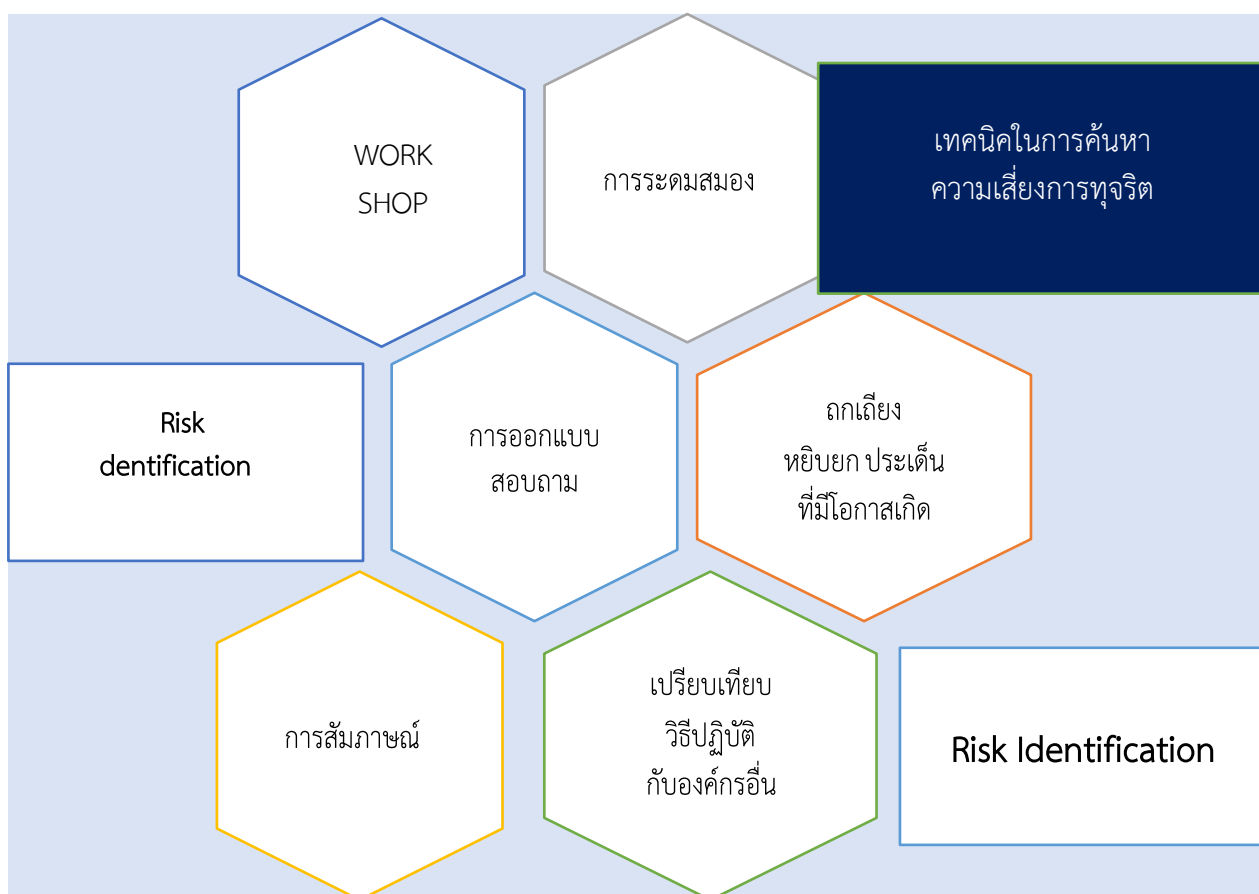 WORK
SHOP
การระดมสมอง
เทคนิคในการค้นหา
ความเสี่ยงการทุจริต
Risk
dentification
การออกแบบ
สอบถาม
ถกเถียง
หยิบยก ประเด็น
ที่มีโอกาสเกิด
การสัมภาษณ์
เปรียบเทียบ
วิธีปฏิบัติ
กับองค์กรอื่น
Risk Identification